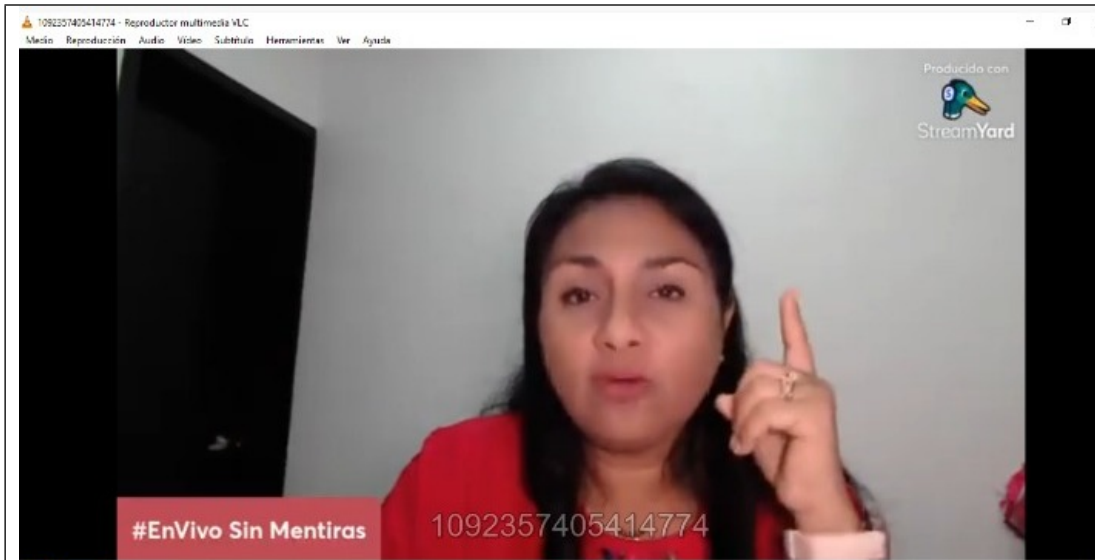 1092357405414774 - Reproductor multimedia VLC
Medio Reproducción Audio Vídeo Subtítulo Herramientas Ver Ayuda
Producido con
StreamYard
#EnVivo Sin Mentiras
1092357405414774